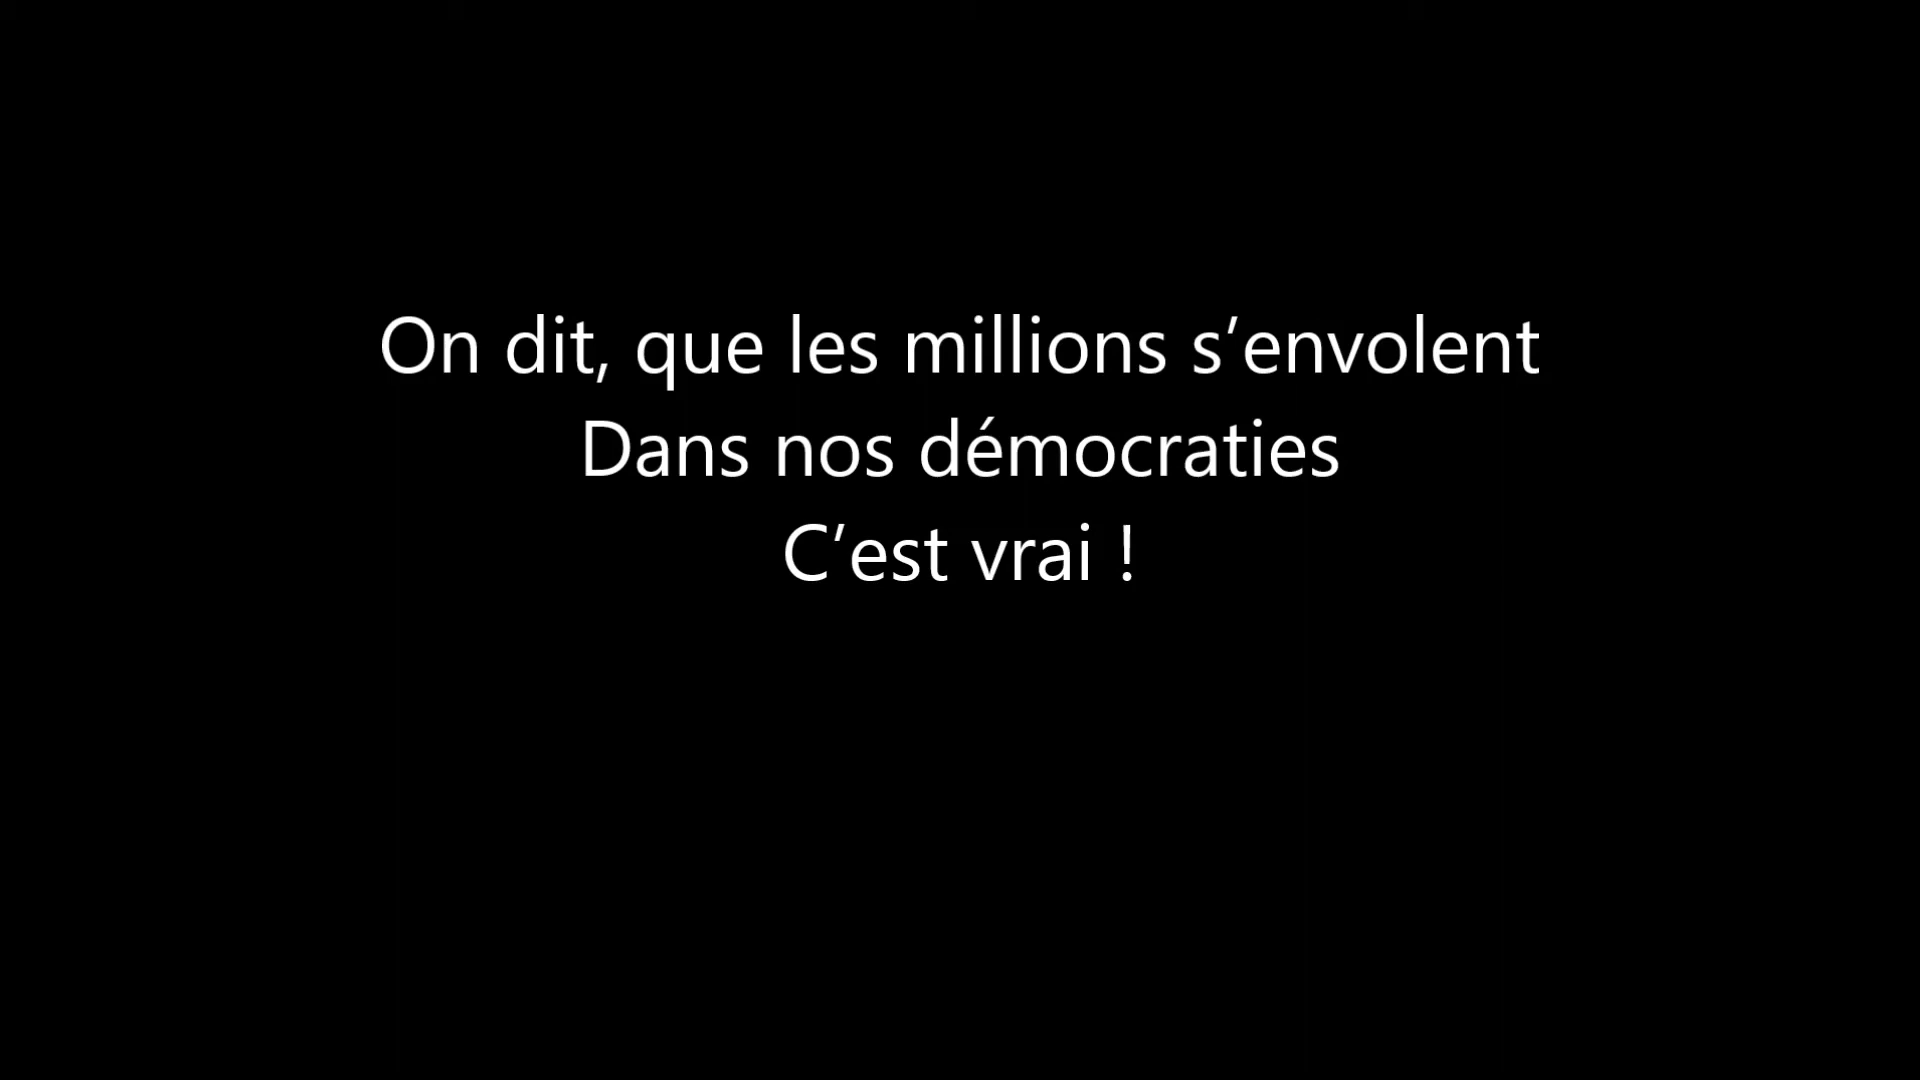 On dit, que les millions s’envolent
Dans nos démocraties
C’est vrai !